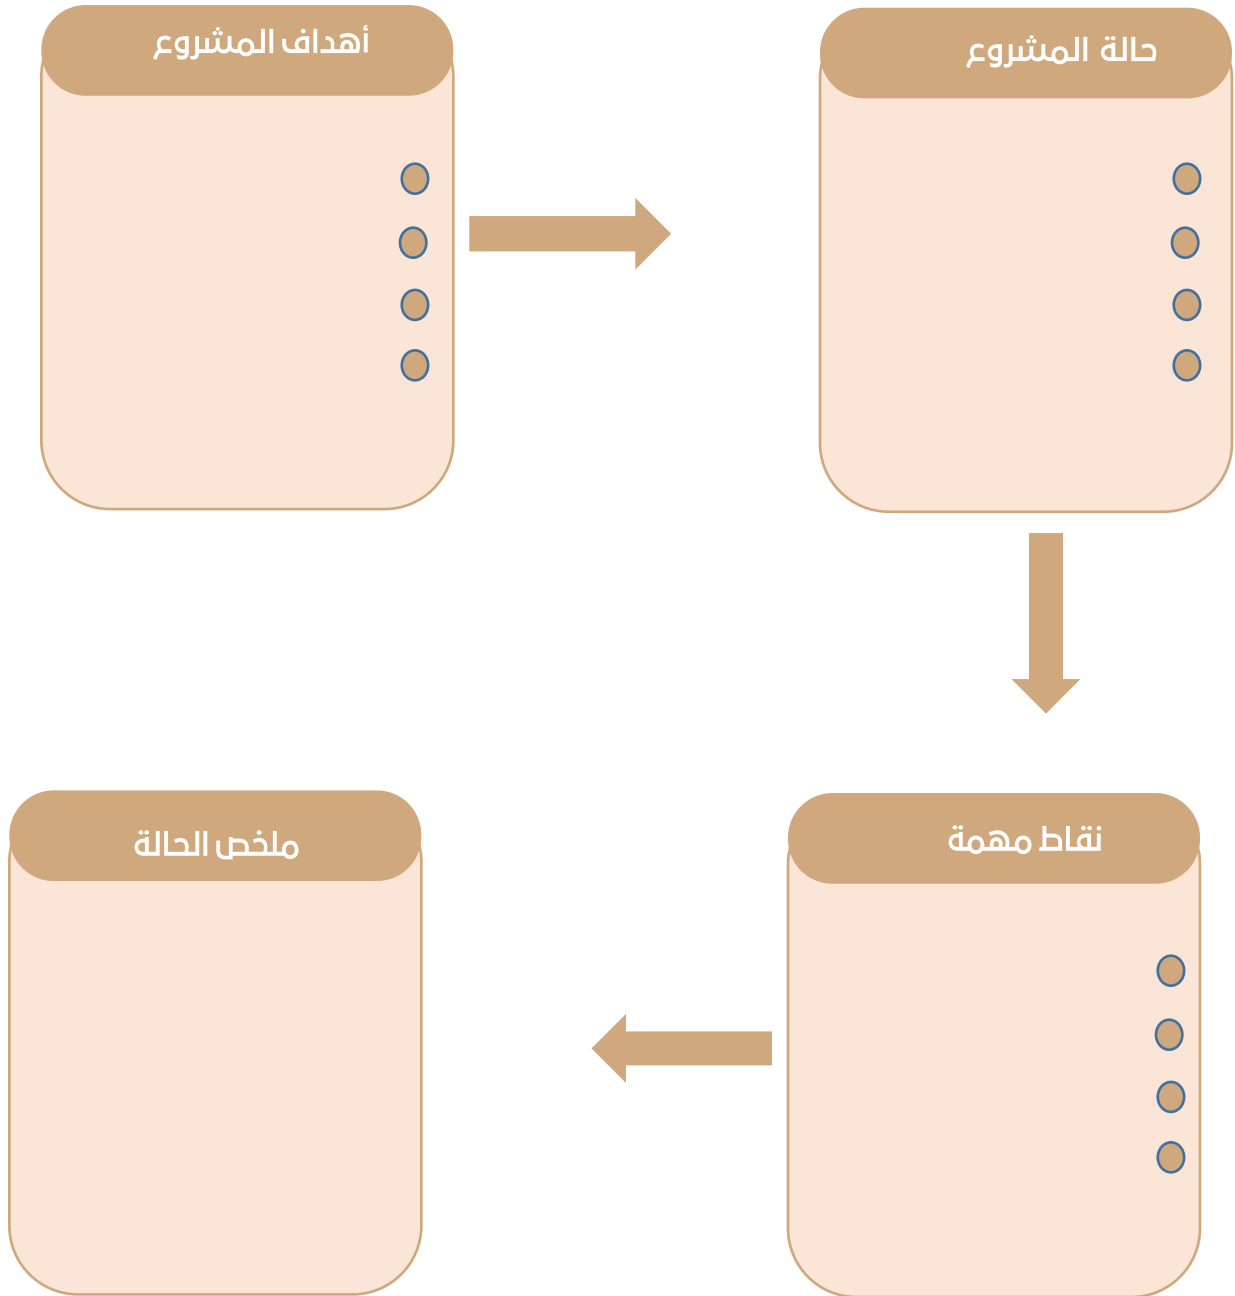 أهداف المشروع
حالة المشروع
نقاط مهمة
ملخص الحالة